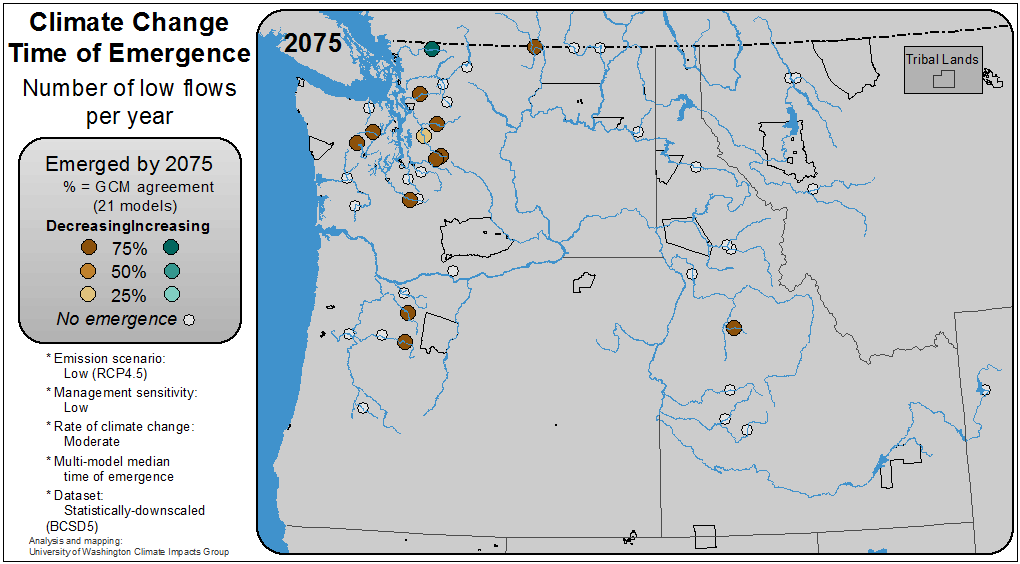 Climate Change
Time of Emergence
Number of low flows
per year
Emerged by 2075
% = GCM agreement
(21 models)
DecreasingIncreasing
75%
50%
25%
No emergence
* Emission scenario:
Low (RCP4.5)
* Management sensitivity:
Low
* Rate of climate change:
Moderate
* Multi-model median
time of emergence
* Dataset:
Statistically-downscaled
(BCSD5)
Analysis and mapping:
University of Washington Climate Impacts Group
2075
Tribal Lands